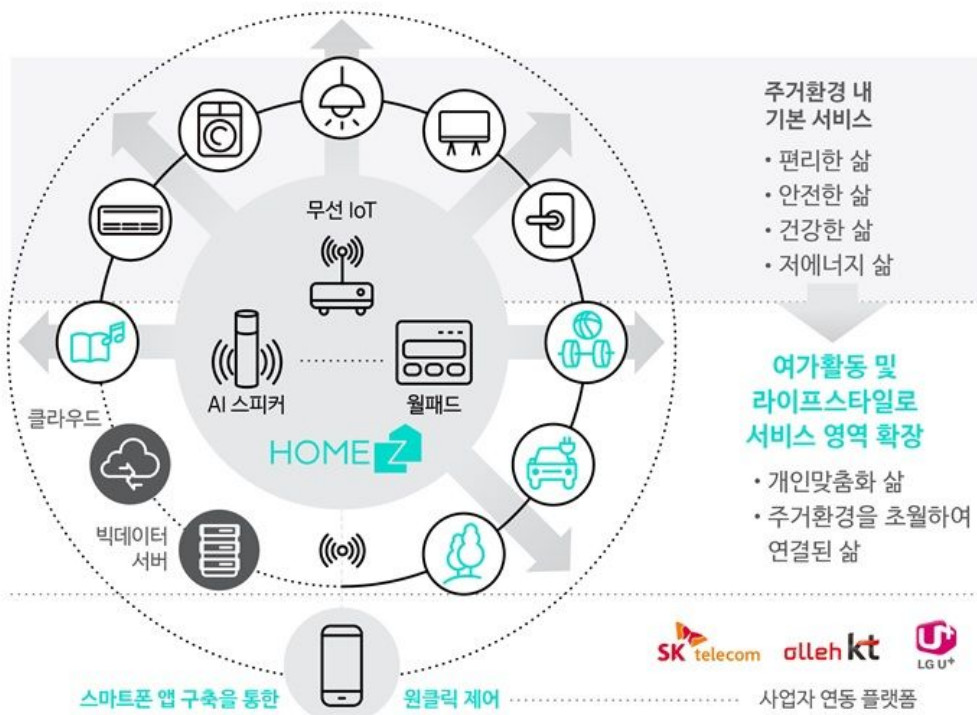 주거환경 내
기본 서비스
• 편리한 삶
• 안전한 삶
• 건강한 삶
• 저에너지 삶
무선 IoT
AI 스피커
월패드
HOME Z
클라우드
빅데이터
서버
여가활동 및
라이프스타일로
서비스 영역 확장
• 개인맞춤화 삶
• 주거환경을 초월하여
연결된 삶
SK telecom
olleh kt
U+
LG U+
스마트폰 앱 구축을 통한
원클릭 제어
사업자 연동 플랫폼